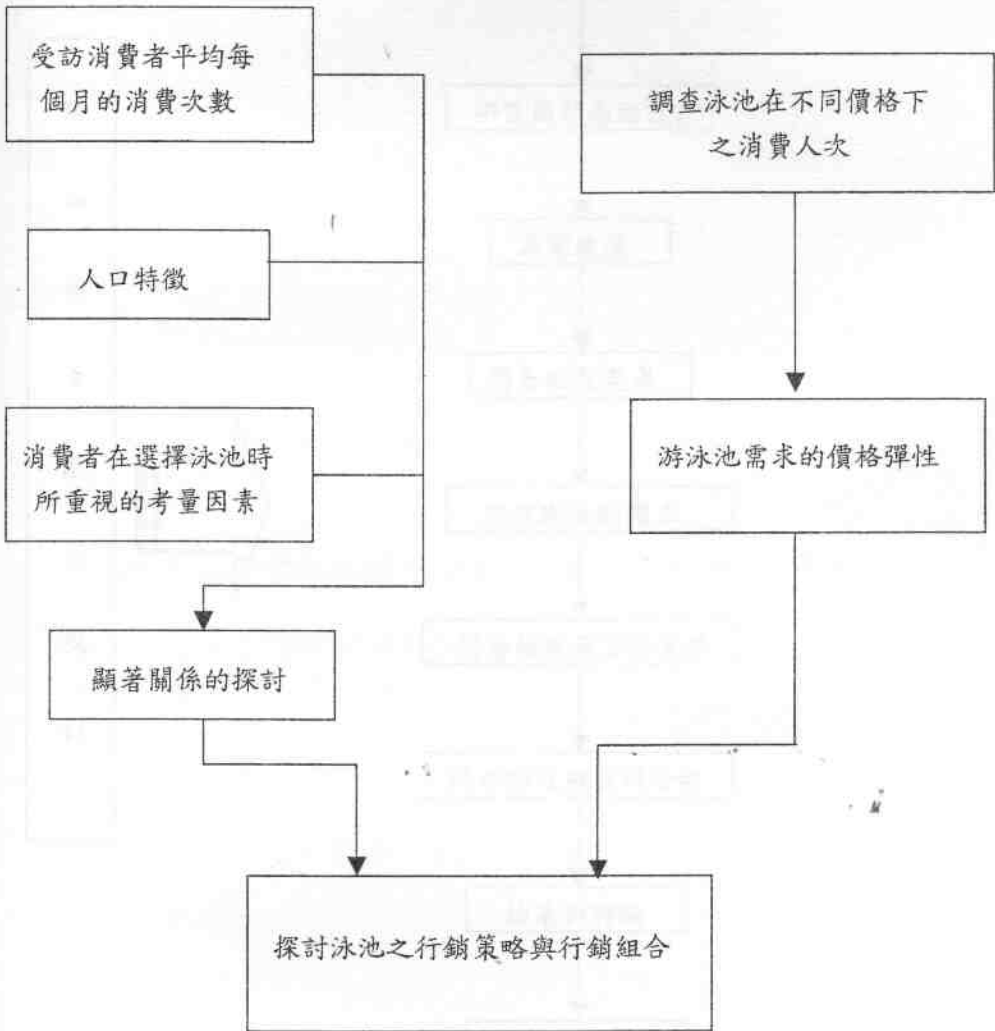 受訪消費者平均每
個月的消費次數
人口特徵
消費者在選擇泳池時
所重視的考量因素
顯著關係的探討
調查泳池在不同價格下
之消費人次
游泳池需求的價格彈性
探討泳池之行銷策略與行銷組合